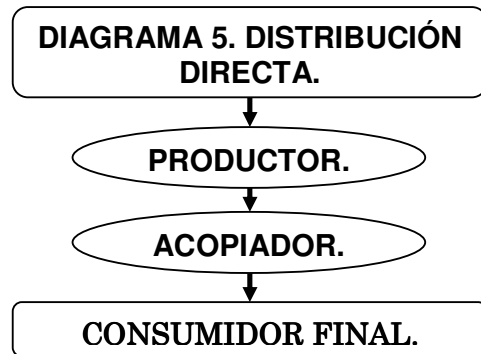 DIAGRAMA 5. DISTRIBUCIÓN
DIRECTA.
PRODUCTOR.
ACOPIADOR.
CONSUMIDOR FINAL.